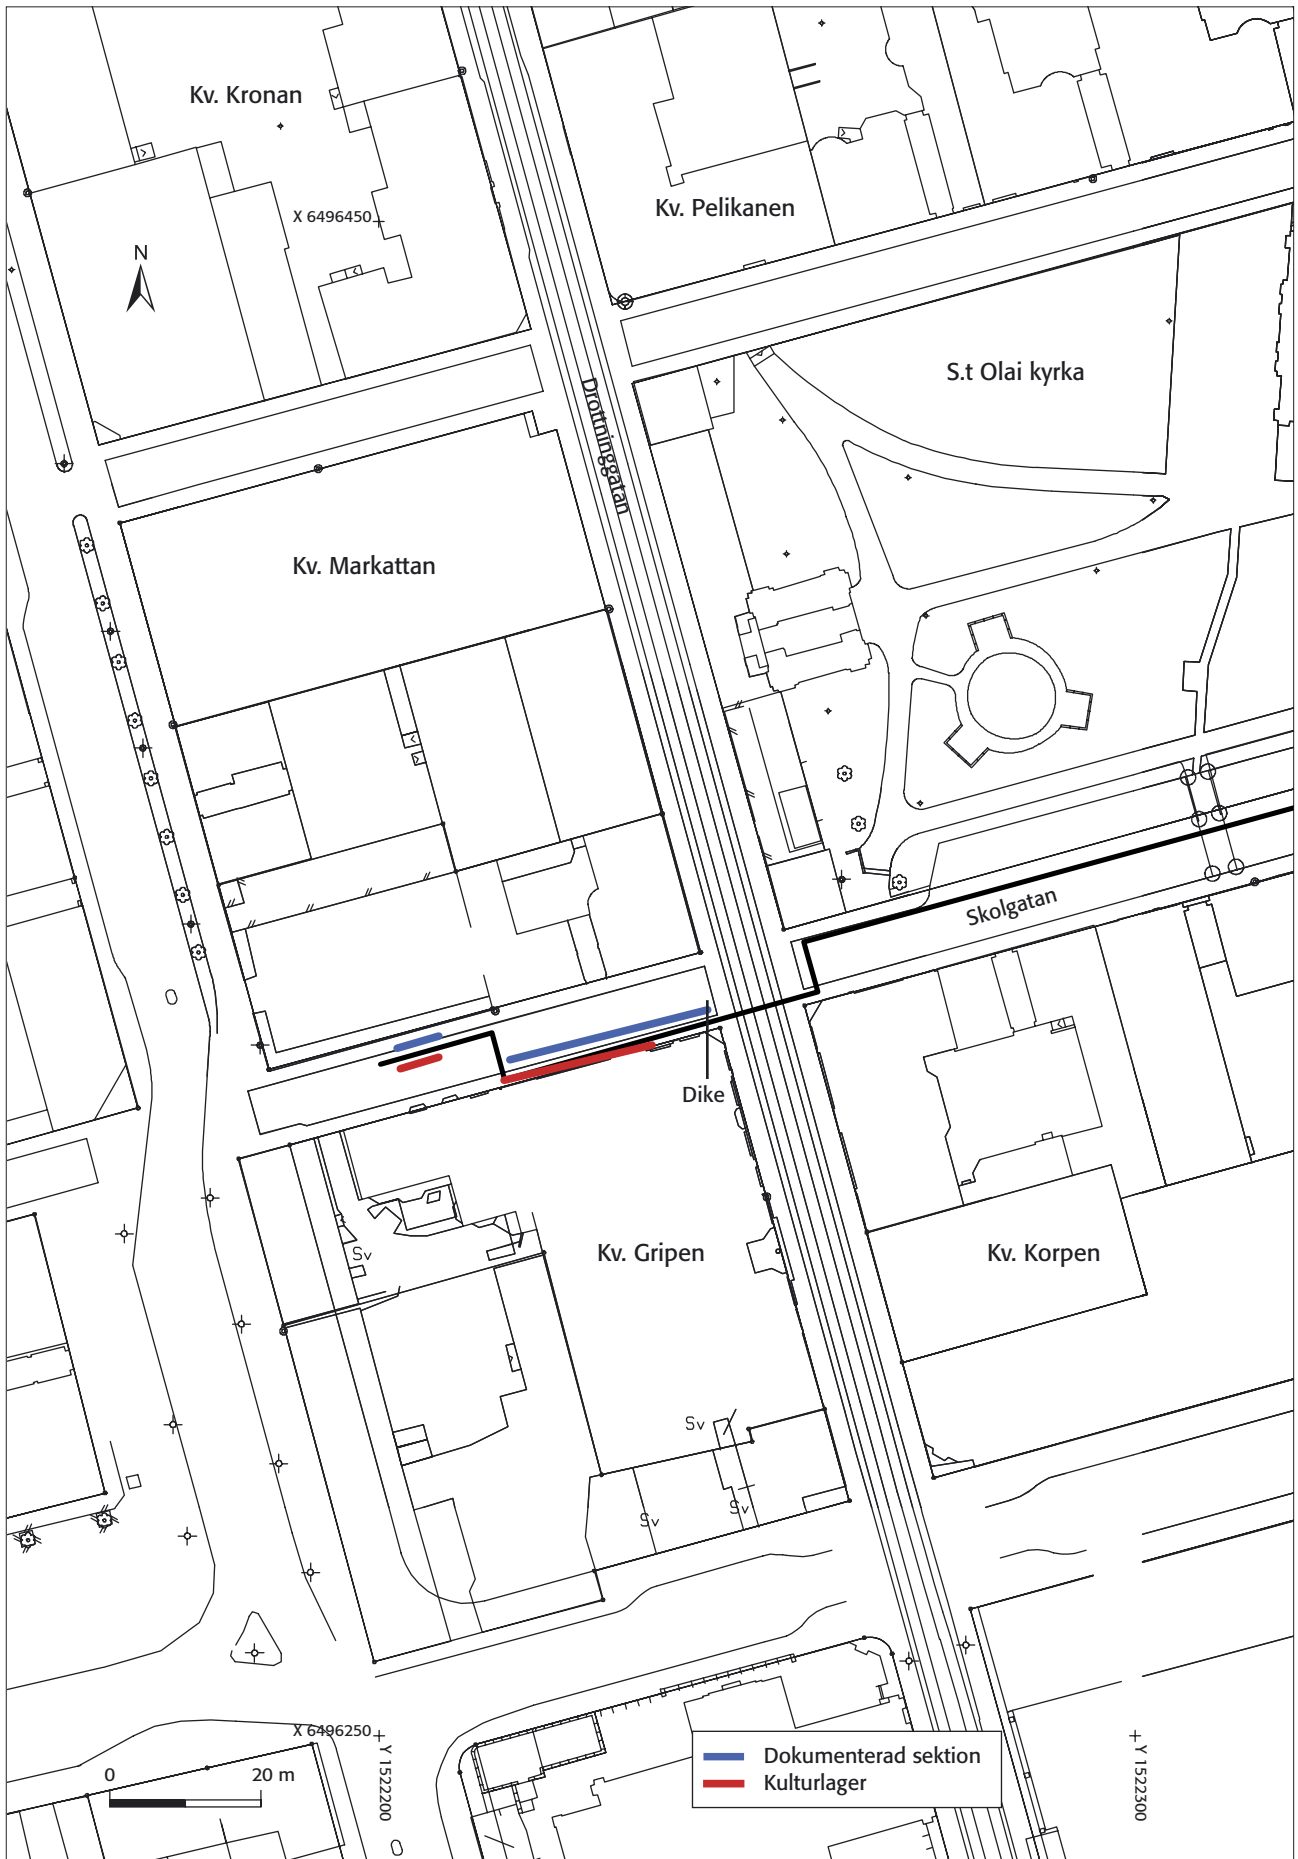 Kv. Kronan
Kv. Pelikanen
X 6496450
N
S.t Olai kyrka
Drottninggatan
Kv. Markattan
Skolgatan
Dike
Kv. Gripen
Kv. Korpen
Sv
Sv
Sv
Sv
X 6496250
Y 1522200
Y 1522300
0 20 m
Dokumenterad sektion
Kulturlager